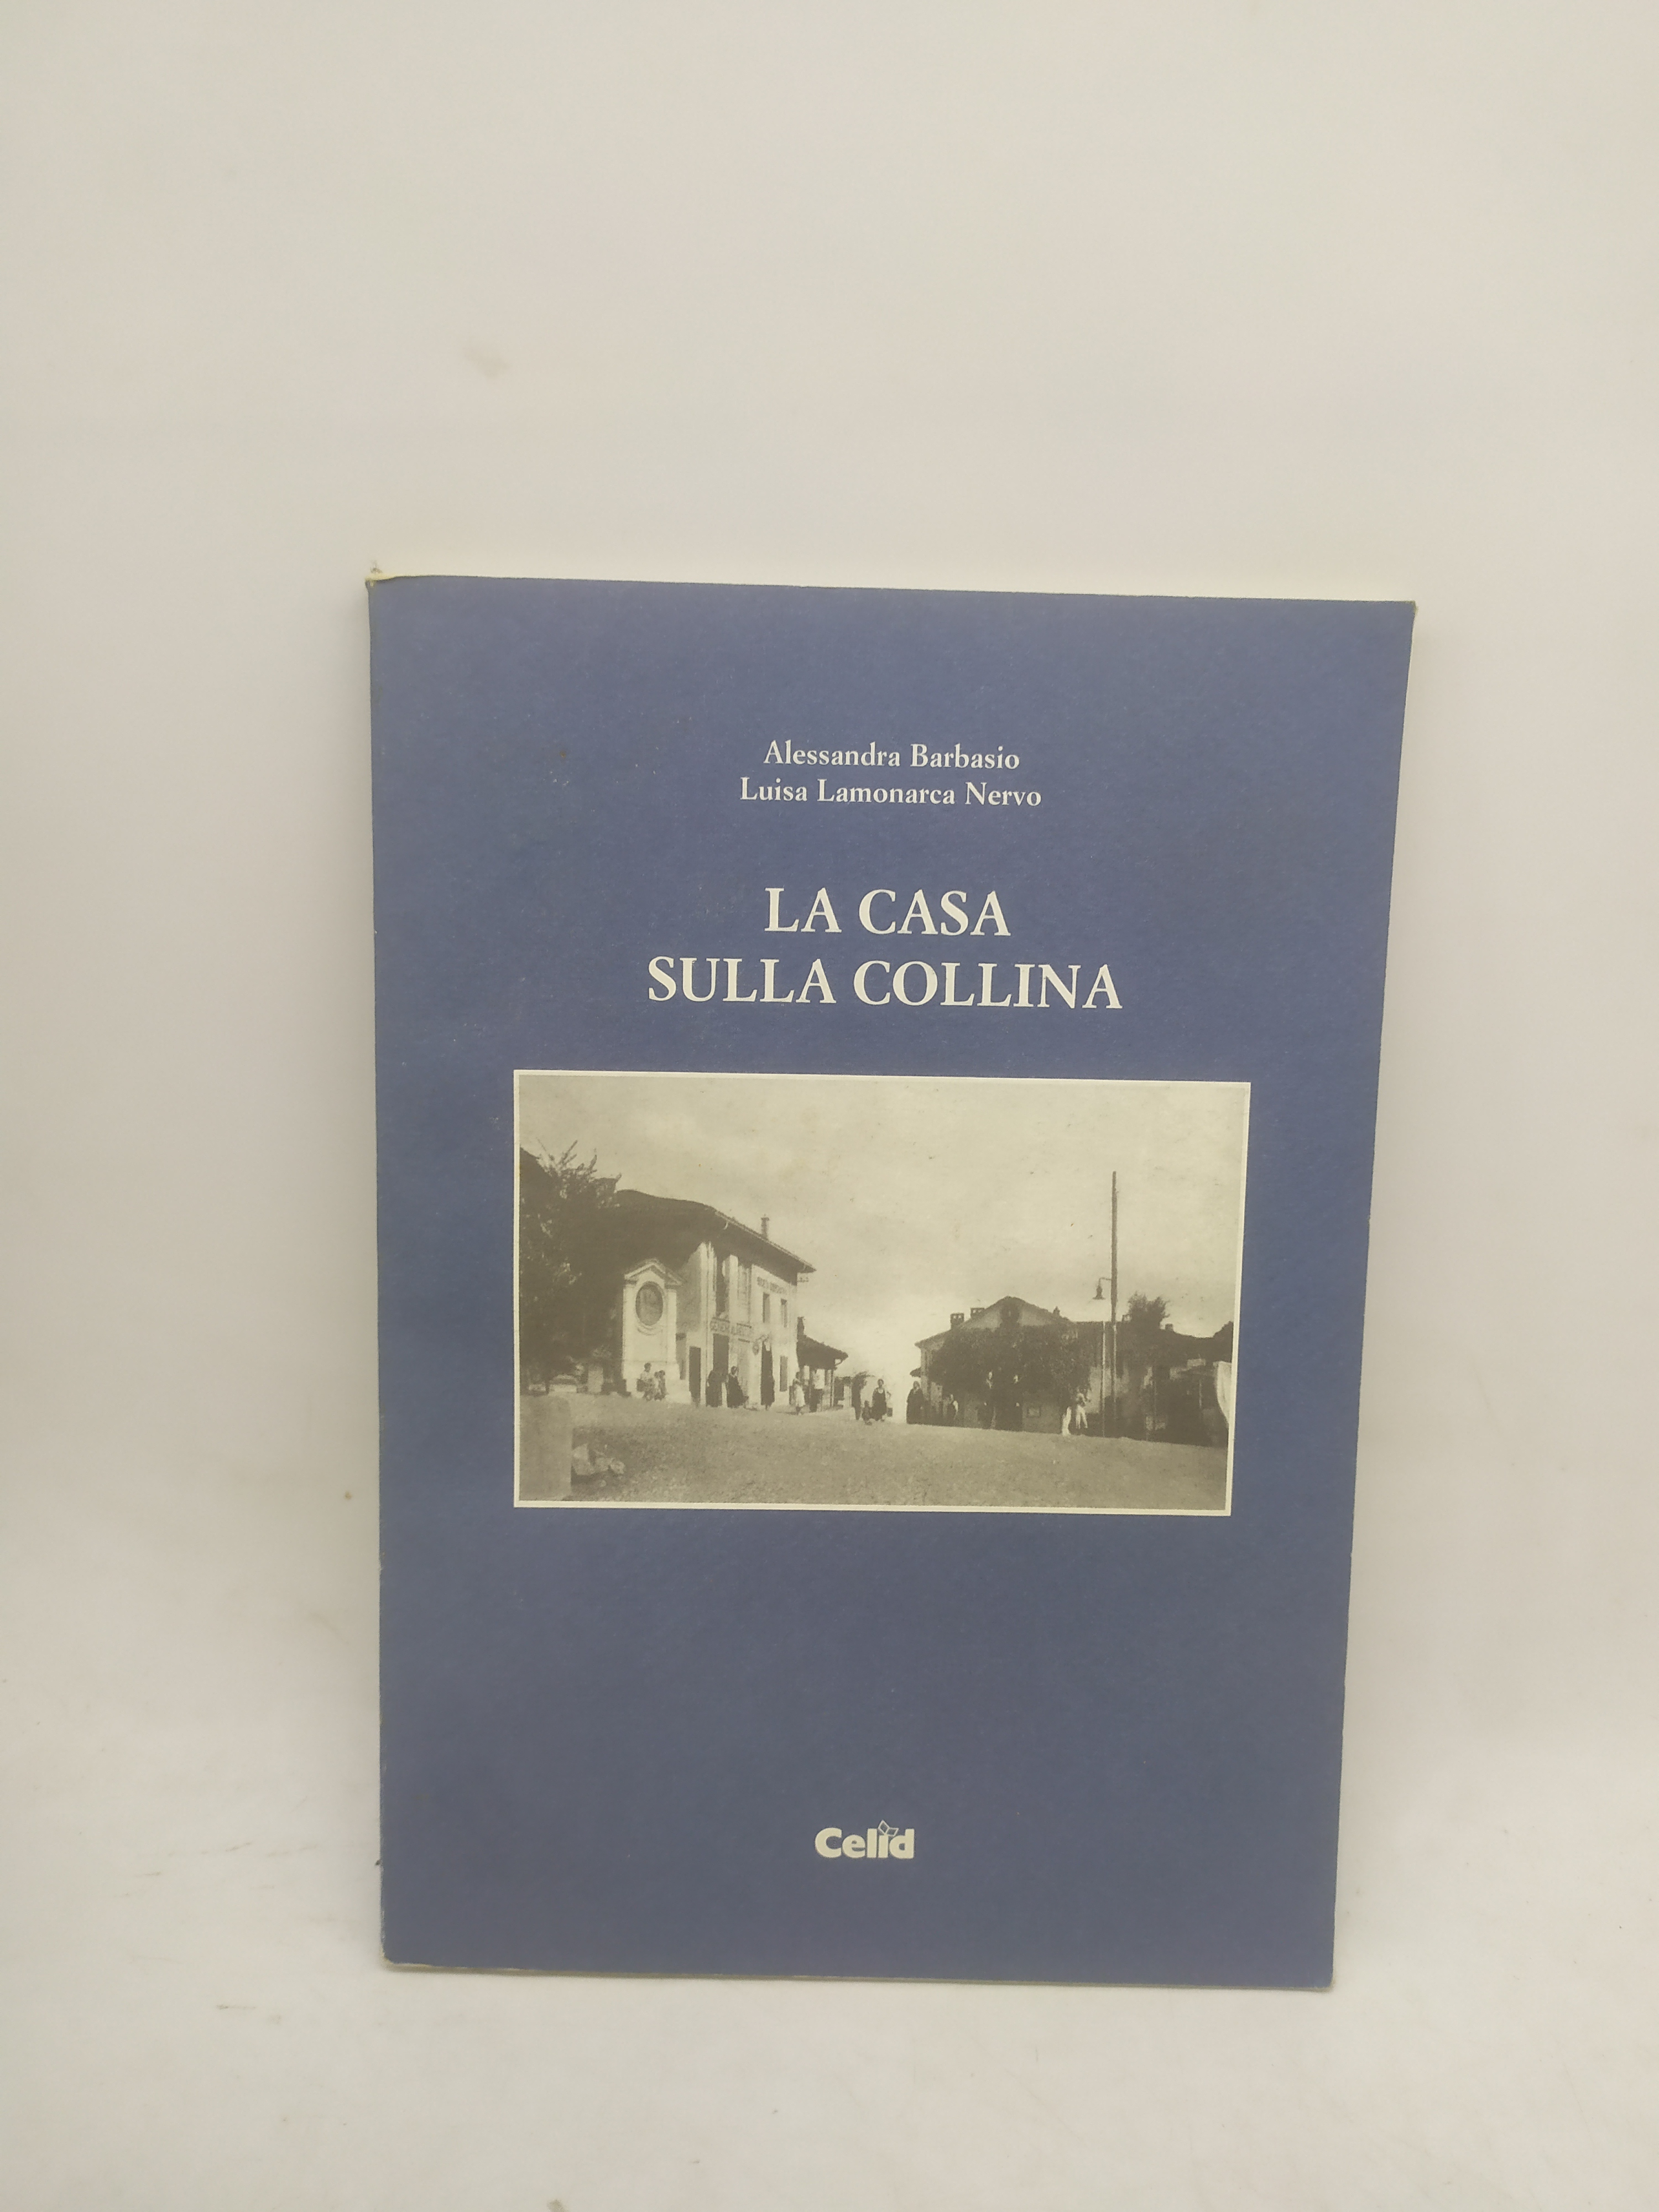 Alessandra Barbasio
Luisa Lamonarca Nervo
LA CASA
SULLA COLLINA
Celid